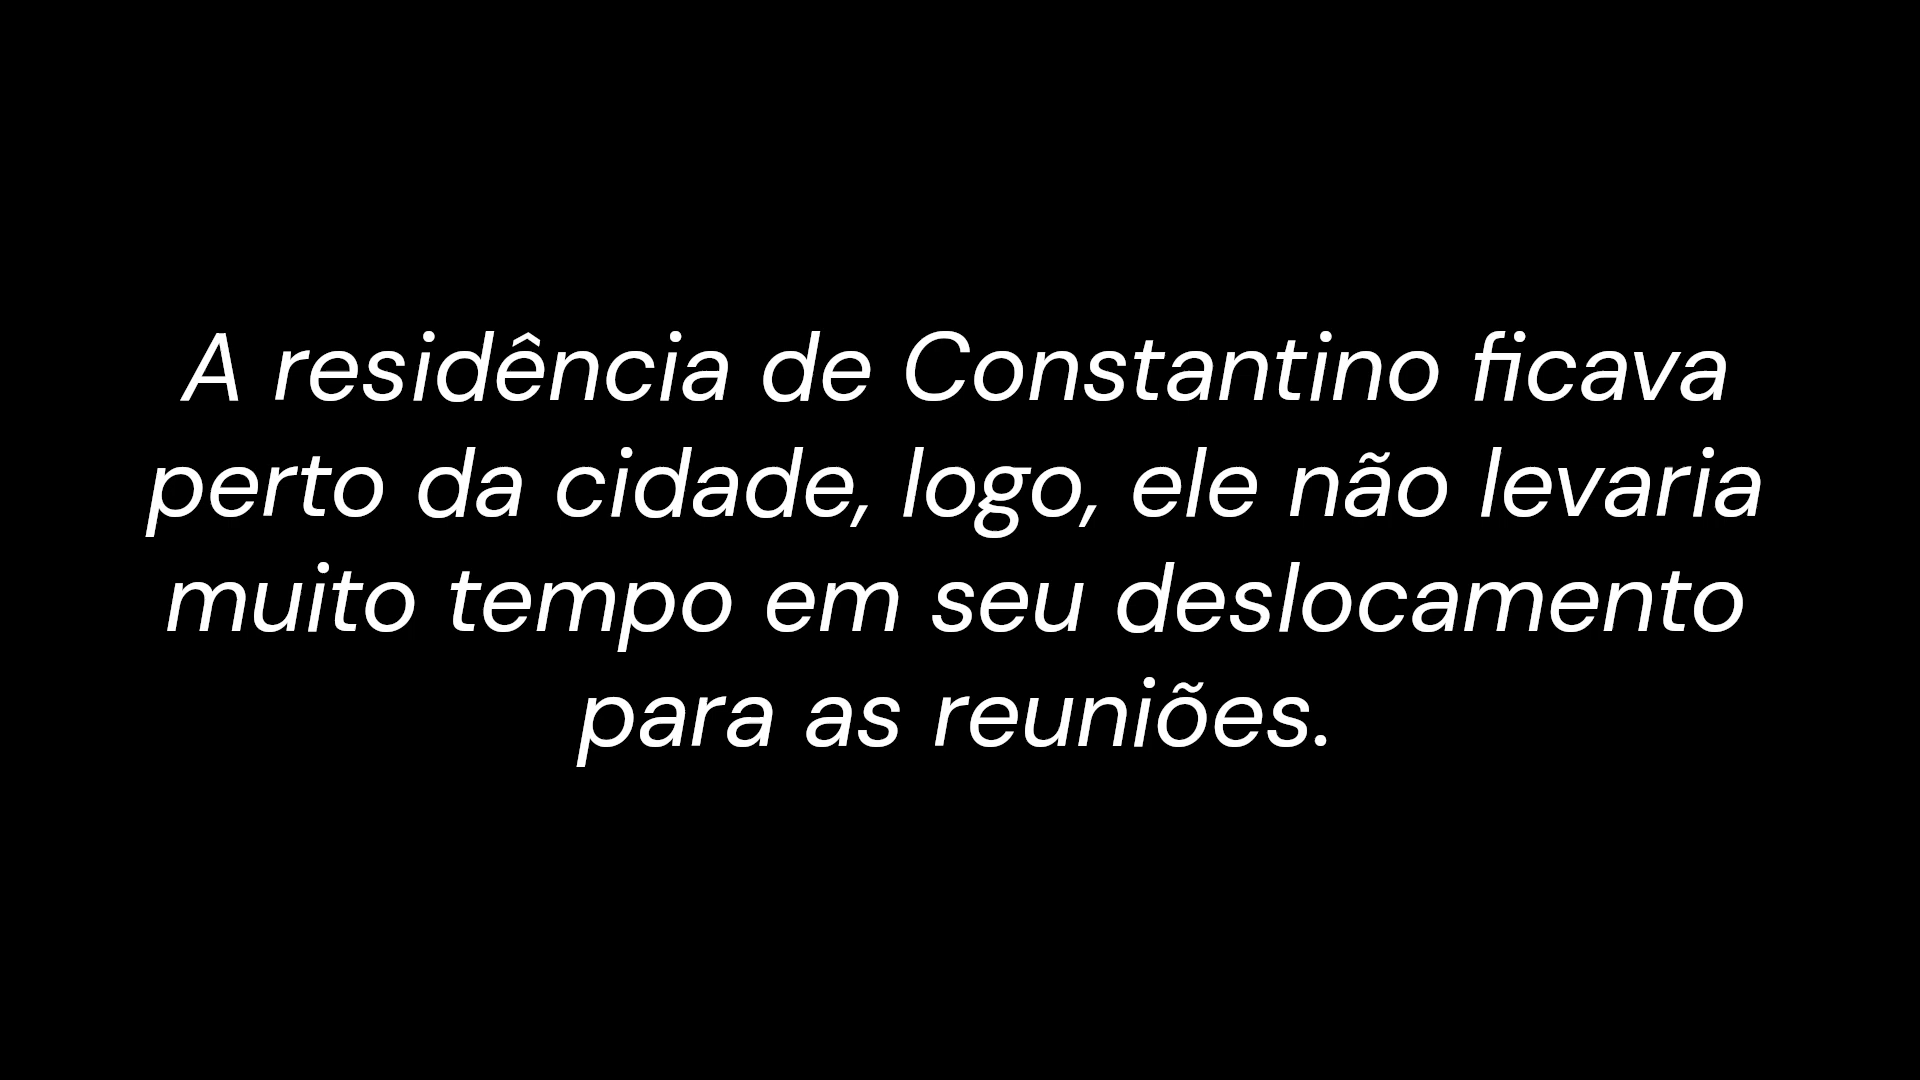 A residência de Constantino ficava
perto da cidade, logo, ele não levaria
muito tempo em seu deslocamento
para as reuniões.